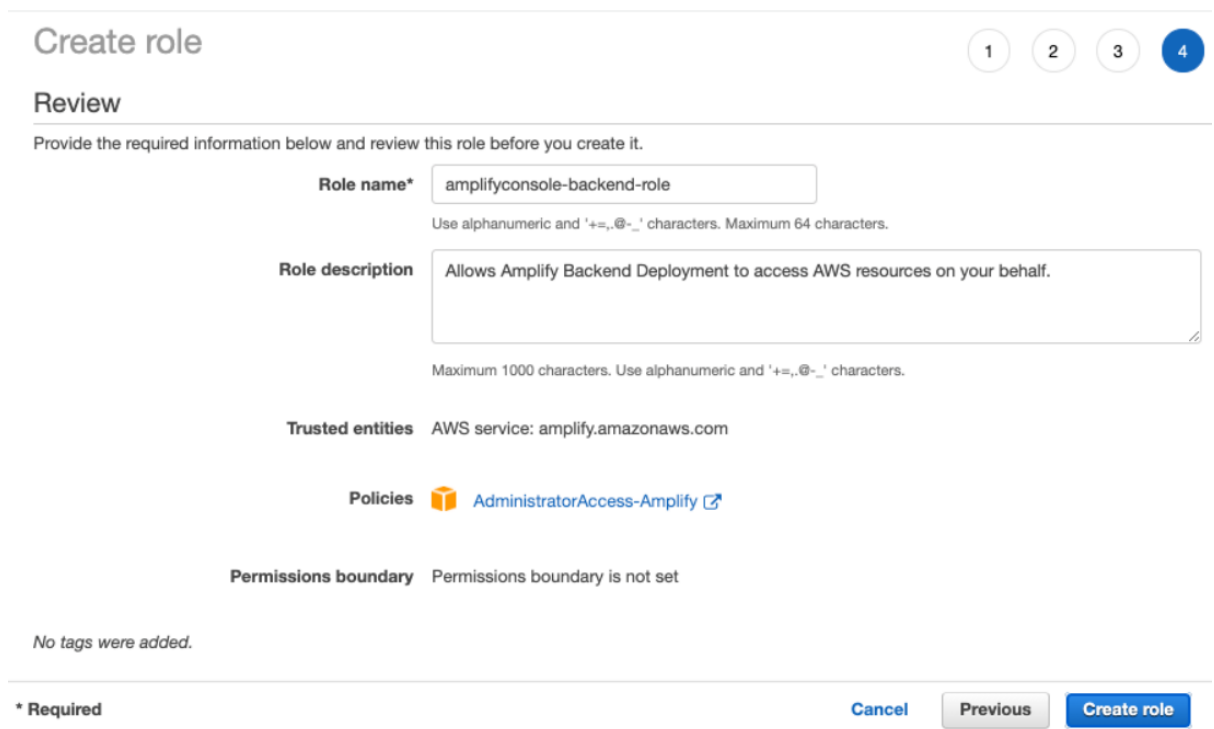 Create role
1 2 3 4
Review
Provide the required information below and review this role before you create it.
Role name* amplifyconsole-backend-role
Use alphanumeric and '+=,.@-_' characters. Maximum 64 characters.
Role description Allows Amplify Backend Deployment to access AWS resources on your behalf.
Maximum 1000 characters. Use alphanumeric and '+=,.@-_' characters.
Trusted entities AWS service: amplify.amazonaws.com
Policies AdministratorAccess-Amplify
Permissions boundary Permissions boundary is not set
No tags were added.
* Required Cancel Previous Create role